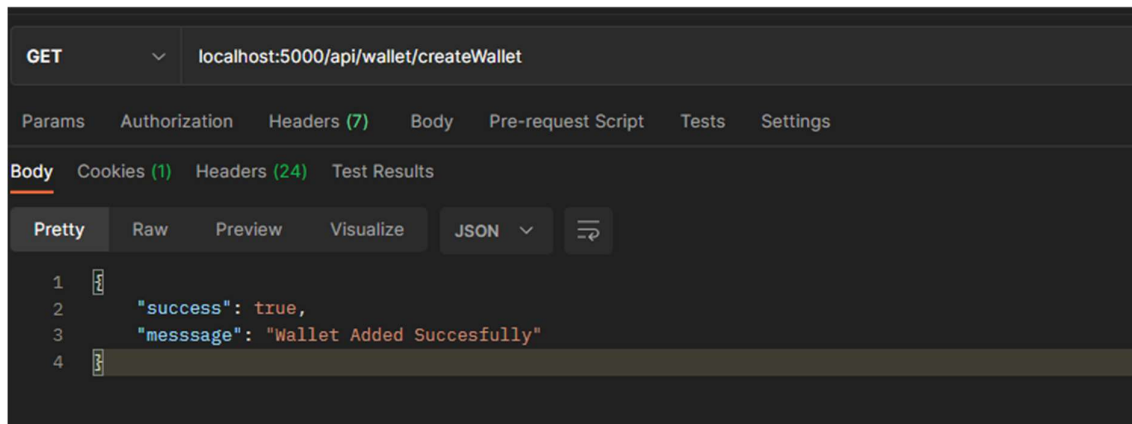 GET localhost:5000/api/wallet/createWallet
Params Authorization Headers (7) Body Pre-request Script Tests Settings
Body Cookies (1) Headers (24) Test Results
Pretty Raw Preview Visualize JSON
1 {
2 "success": true,
3 "messsage": "Wallet Added Succesfully"
4 }